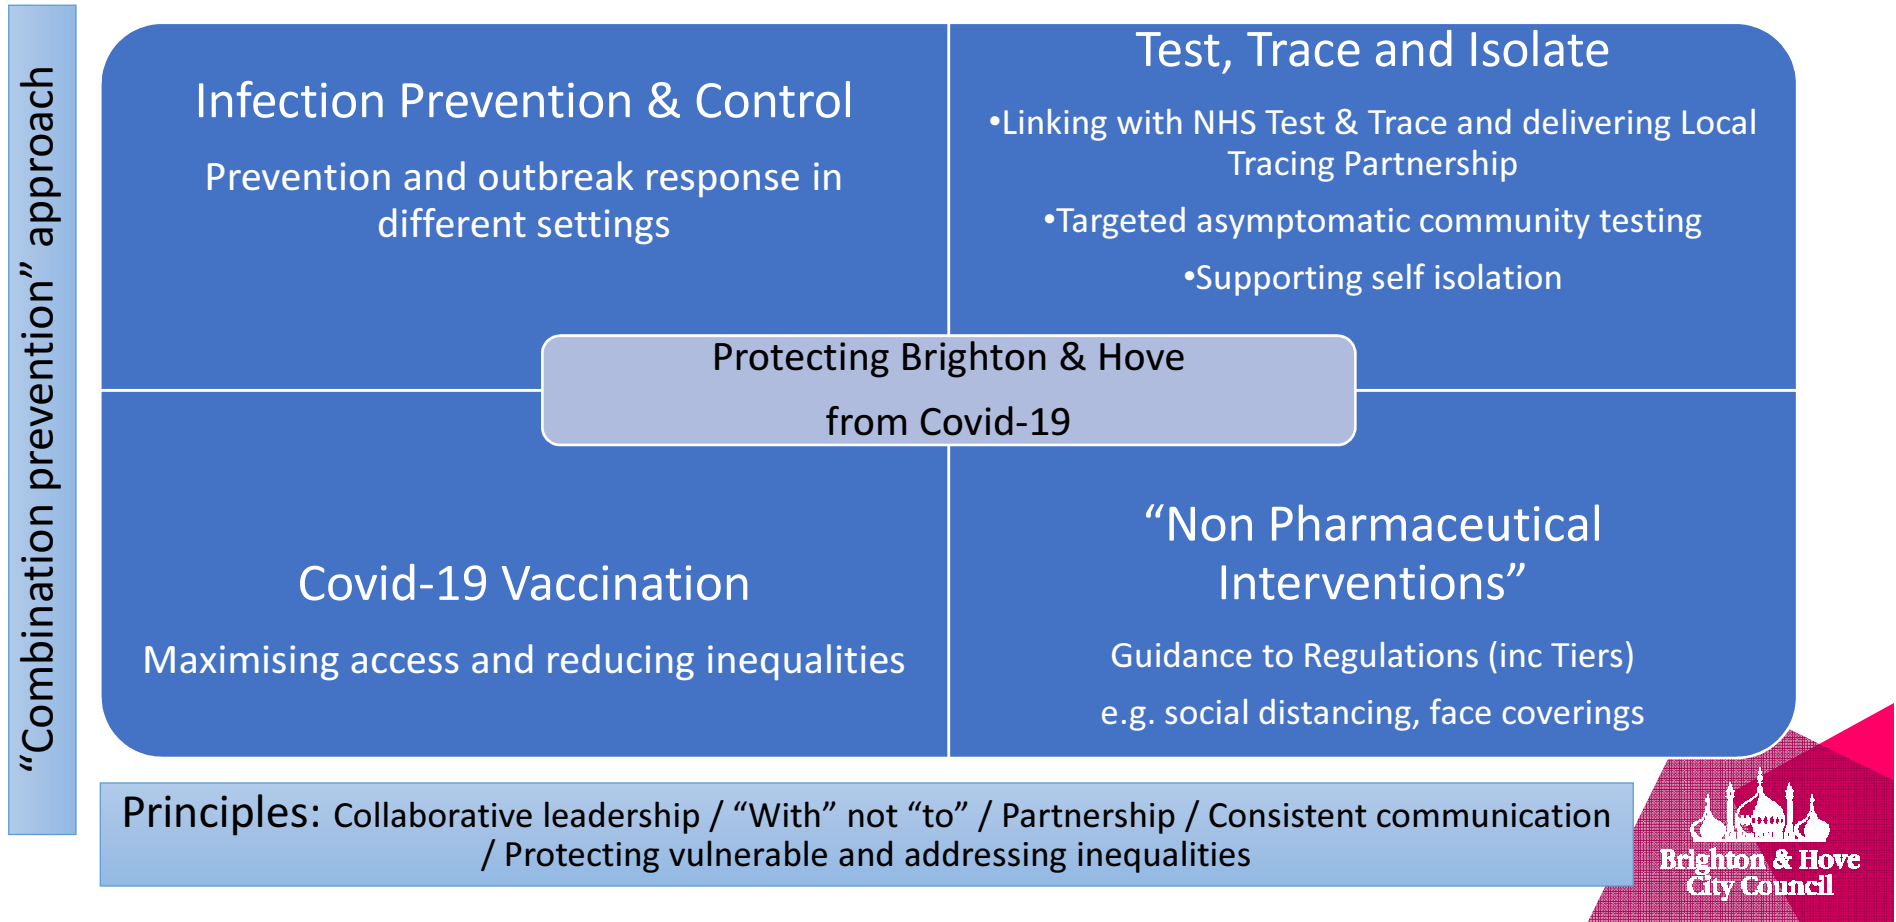 “Combination prevention” approach
Infection Prevention & Control
Prevention and outbreak response in
different settings
Test, Trace and Isolate
•Linking with NHS Test & Trace and delivering Local
Tracing Partnership
•Targeted asymptomatic community testing
•Supporting self isolation
Protecting Brighton & Hove
from Covid-19
Covid-19 Vaccination
Maximising access and reducing inequalities
“Non Pharmaceutical
Interventions”
Guidance to Regulations (inc Tiers)
e.g. social distancing, face coverings
Principles: Collaborative leadership / “With” not “to” / Partnership / Consistent communication
/ Protecting vulnerable and addressing inequalities
Brighton & Hove
City Council